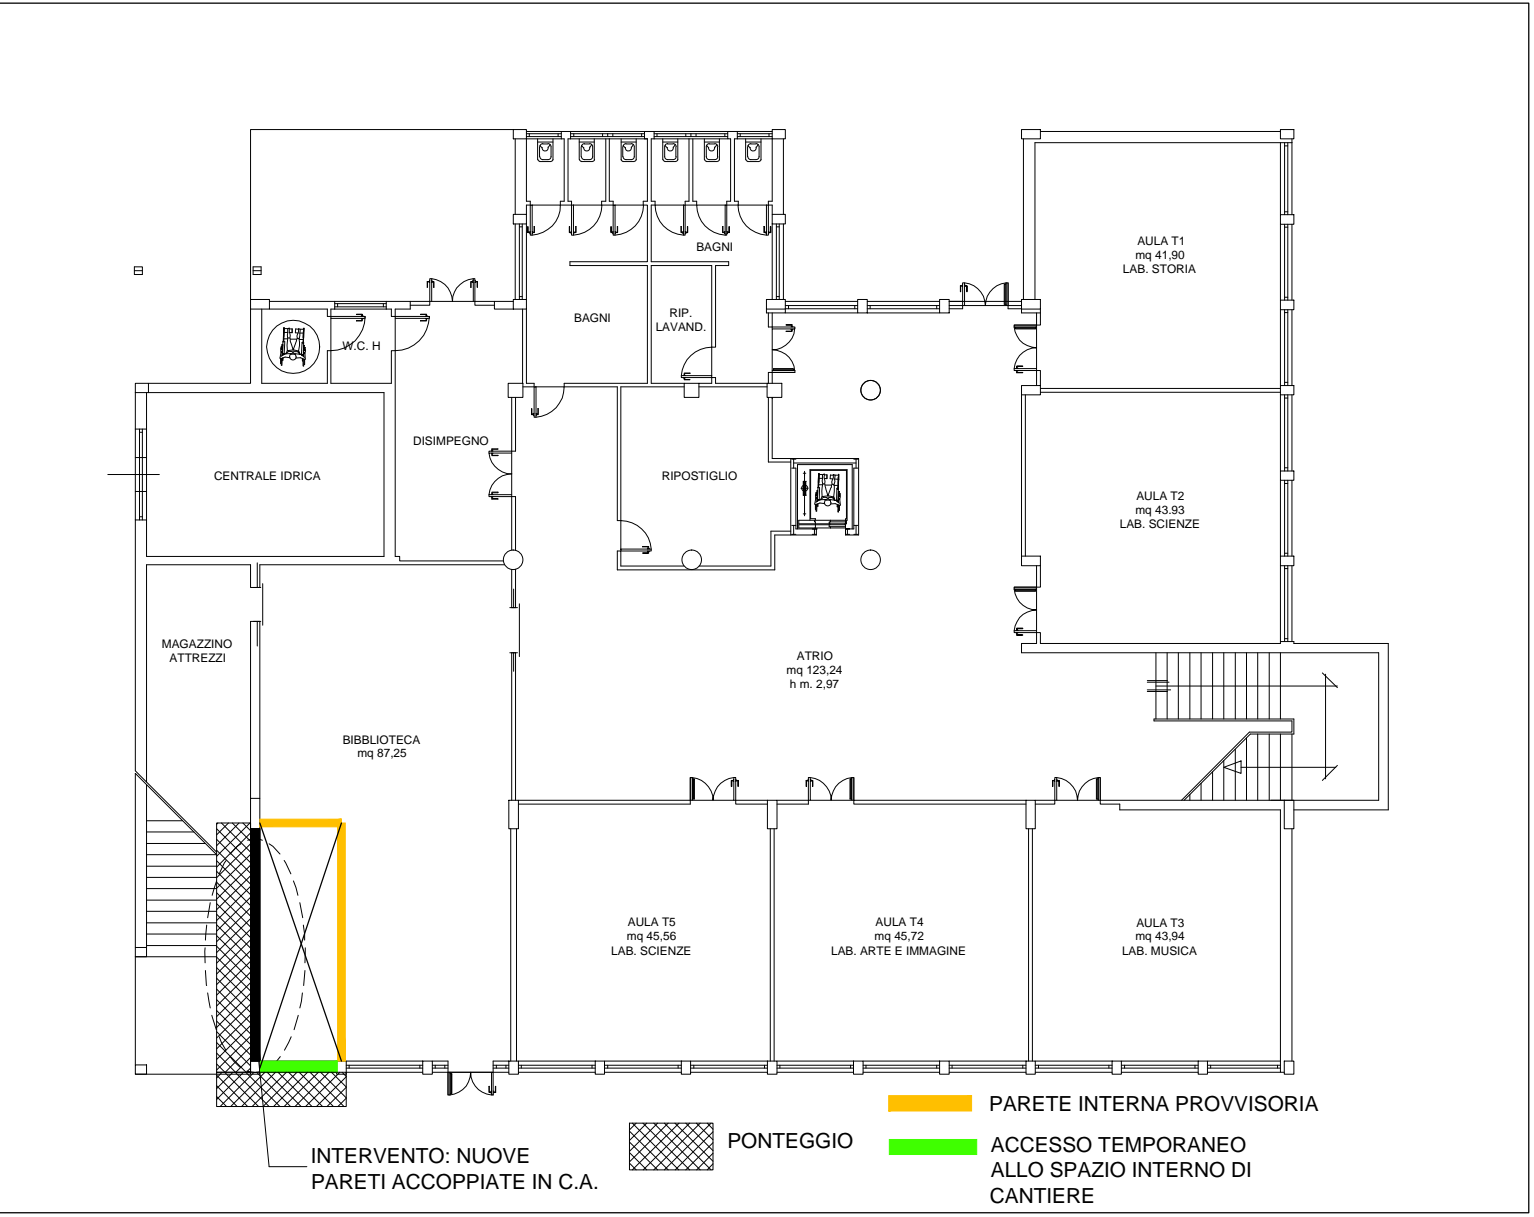 BAGNI
AULA T1
mq 41,90
LAB. STORIA
BAGNI
RIP.
LAVAND.
W.C. H
DISIMPEGNO
CENTRALE IDRICA
RIPOSTIGLIO
AULA T2
mq 43.93
LAB. SCIENZE
MAGAZZINO
ATTREZZI
ATRIO
mq 123,24
h m. 2,97
BIBBLIOTECA
mq 87,25
AULA T5
mq 45,56
LAB. SCIENZE
AULA T4
mq 45,72
LAB. ARTE E IMMAGINE
AULA T3
mq 43,94
LAB. MUSICA
INTERVENTO: NUOVE
PARETI ACCOPPIATE IN C.A.
PONTEGGIO
PARETE INTERNA PROVVISORIA
ACCESSO TEMPORANEO
ALLO SPAZIO INTERNO DI
CANTIERE